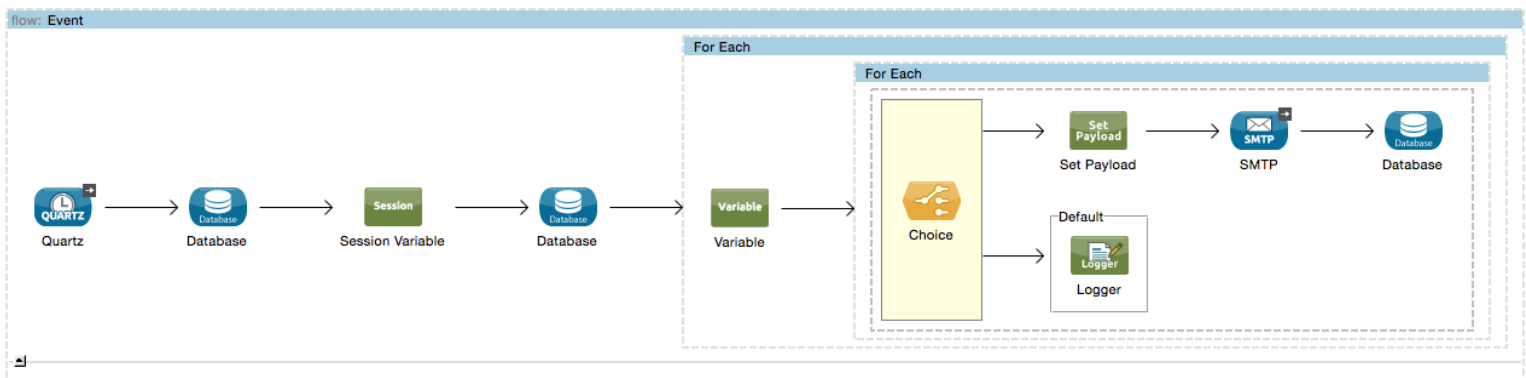 flow: Event
For Each
For Each
QUARTZ
Quartz
Database
Database
Session
Session Variable
Database
Database
Variable
Variable
Choice
Set
Payload
Set Payload
SMTP
SMTP
Database
Database
Default
Logger
Logger